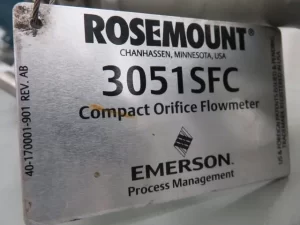 ROSEMOUNT®
CHANHASSEN, MINNESOTA, USA
3051SFC
Compact Orifice Flowmeter
EMERSON.
Process Management
40-170001-901 REV. AB